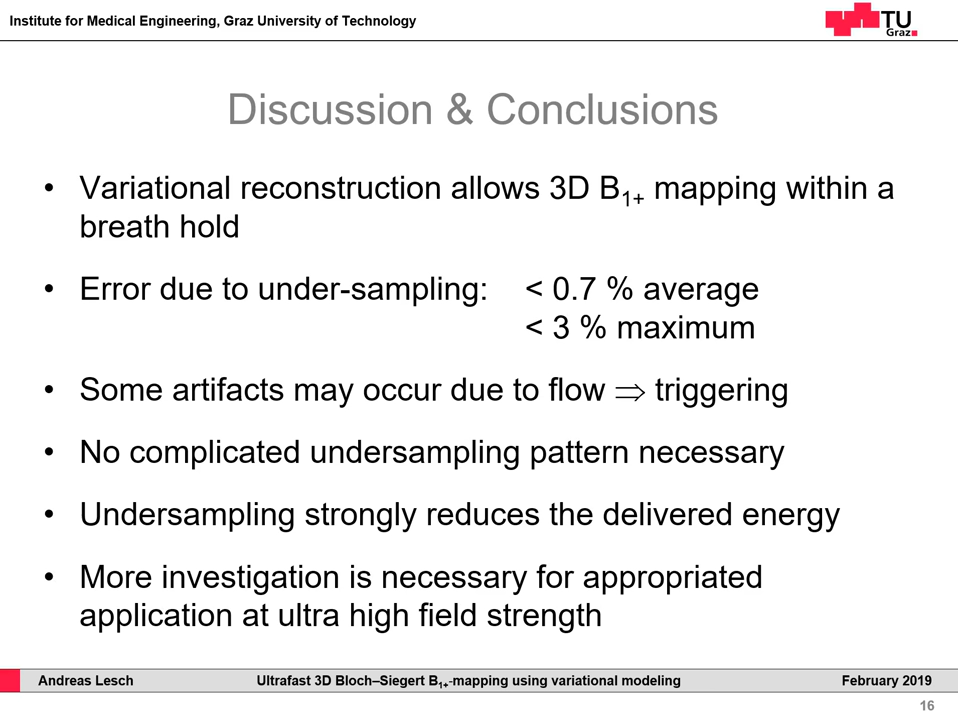 Institute for Medical Engineering, Graz University of Technology
TU
Graz
Discussion & Conclusions
• Variational reconstruction allows 3D B1+ mapping within a
breath hold
• Error due to under-sampling: < 0.7 % average
< 3 % maximum
• Some artifacts may occur due to flow ⇒ triggering
• No complicated undersampling pattern necessary
• Undersampling strongly reduces the delivered energy
• More investigation is necessary for appropriated
application at ultra high field strength
Andreas Lesch Ultrafast 3D Bloch–Siegert B1+-mapping using variational modeling February 2019
16